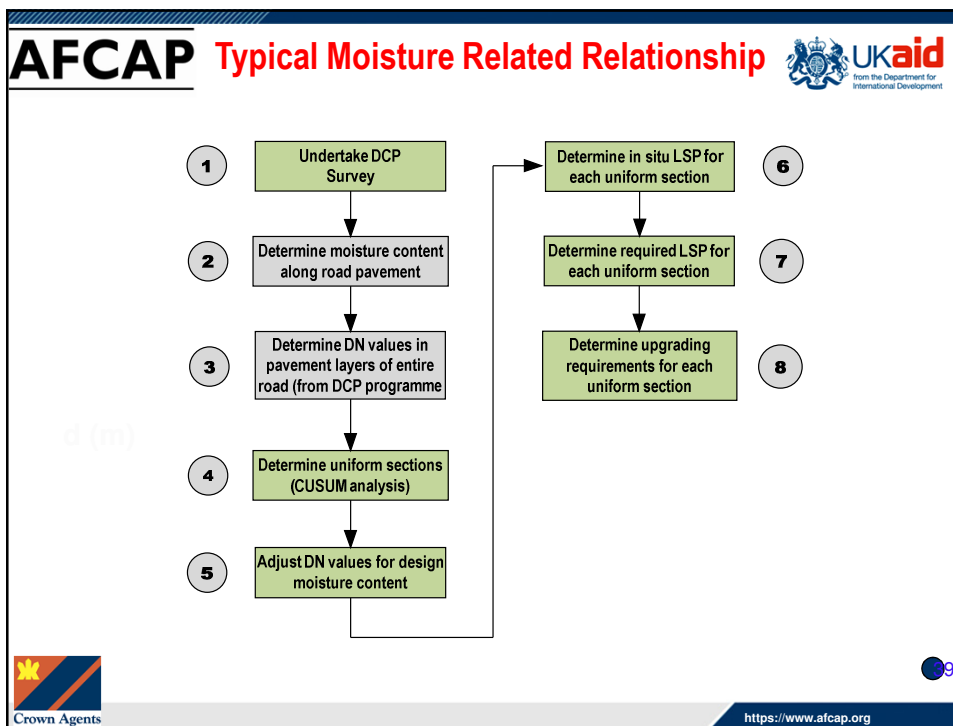 AFCAP
Typical Moisture Related Relationship
UKaid
from the Department for
International Development
1
Undertake DCP
Survey
2
Determine moisture content
along road pavement
3
Determine DN values in
pavement layers of entire
road (from DCP programme
d (m)
4
Determine uniform sections
(CUSUM analysis)
5
Adjust DN values for design
moisture content
Determine in situ LSP for
each uniform section
6
Determine required LSP for
each uniform section
7
Determine upgrading
requirements for each
uniform section
8
Crown Agents
39
https://www.afcap.org